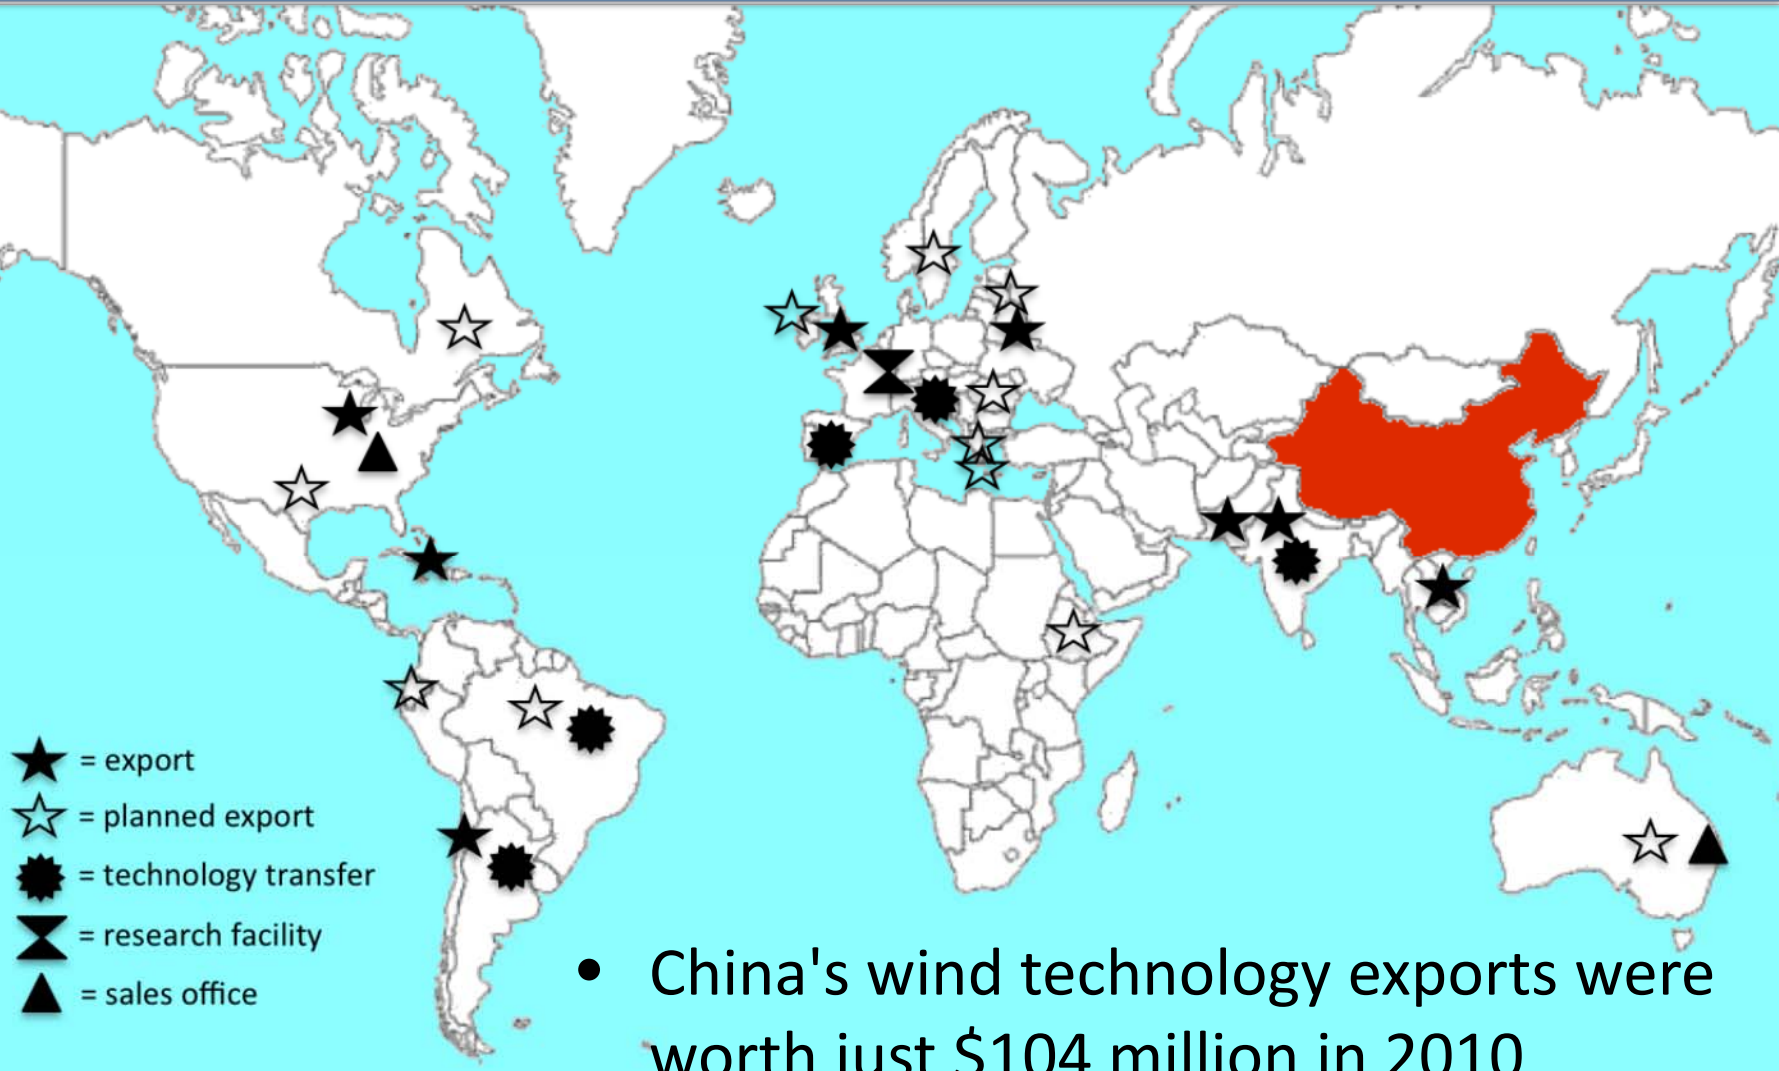 = export
= planned export
= technology transfer
= research facility
= sales office
• China's wind technology exports were
worth just $104 million in 2010